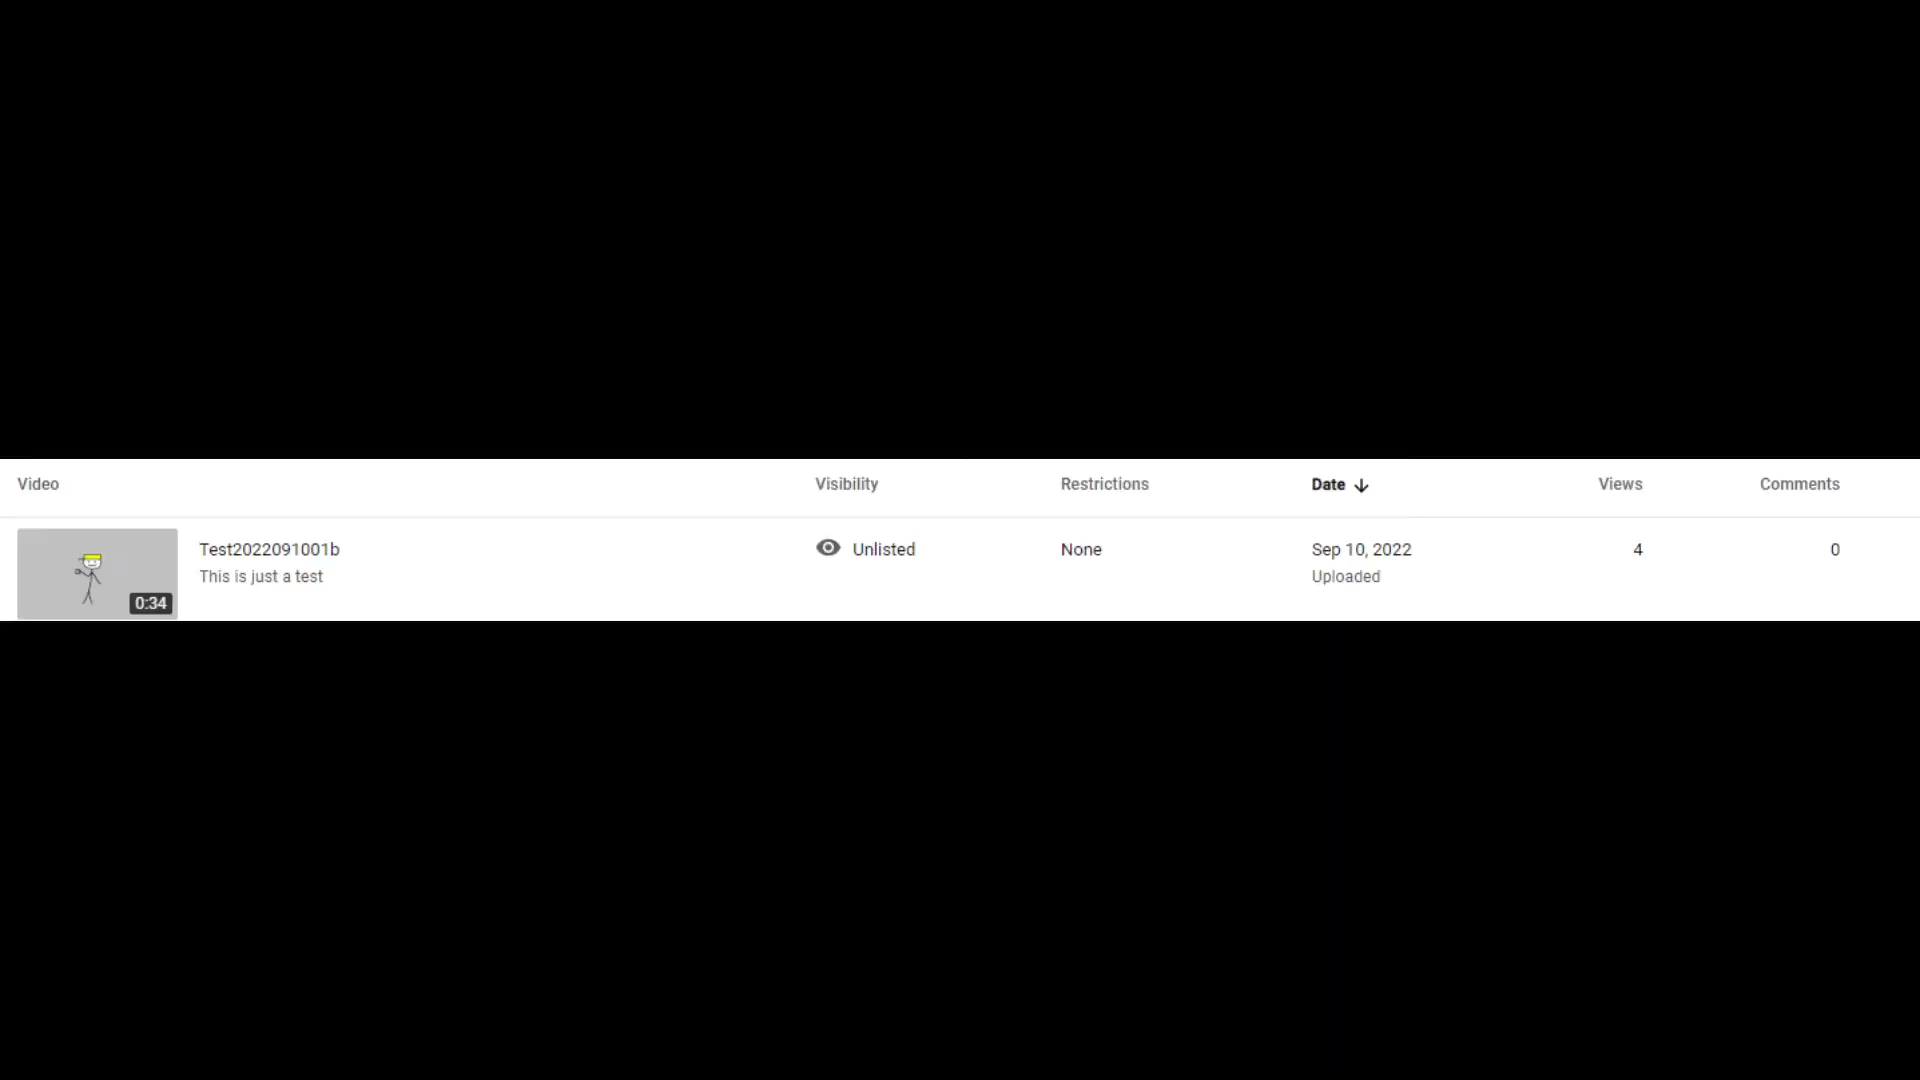 Video Visibility Restrictions Date Views Comments
Test2022091001b Unlisted None Sep 10, 2022 4 0
This is just a test Uploaded
0:34